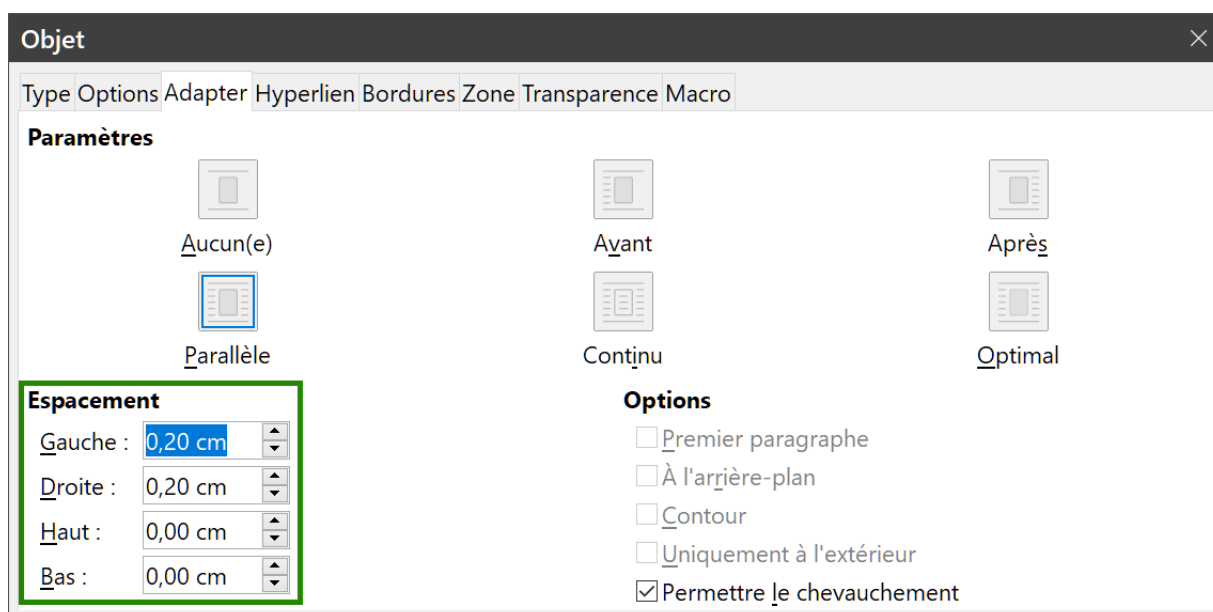 Objet
Type Options Adapter Hyperlien Bordures Zone Transparence Macro
Paramètres
Aucun(e) Avant Après
Parallèle Continu Optimal
Espacement Options
Gauche : 0,20 cm Premier paragraphe
Droite : 0,20 cm À l'arrière-plan
Haut : 0,00 cm Contour
Uniquement à l'extérieur
Bas : 0,00 cm Permettre le chevauchement